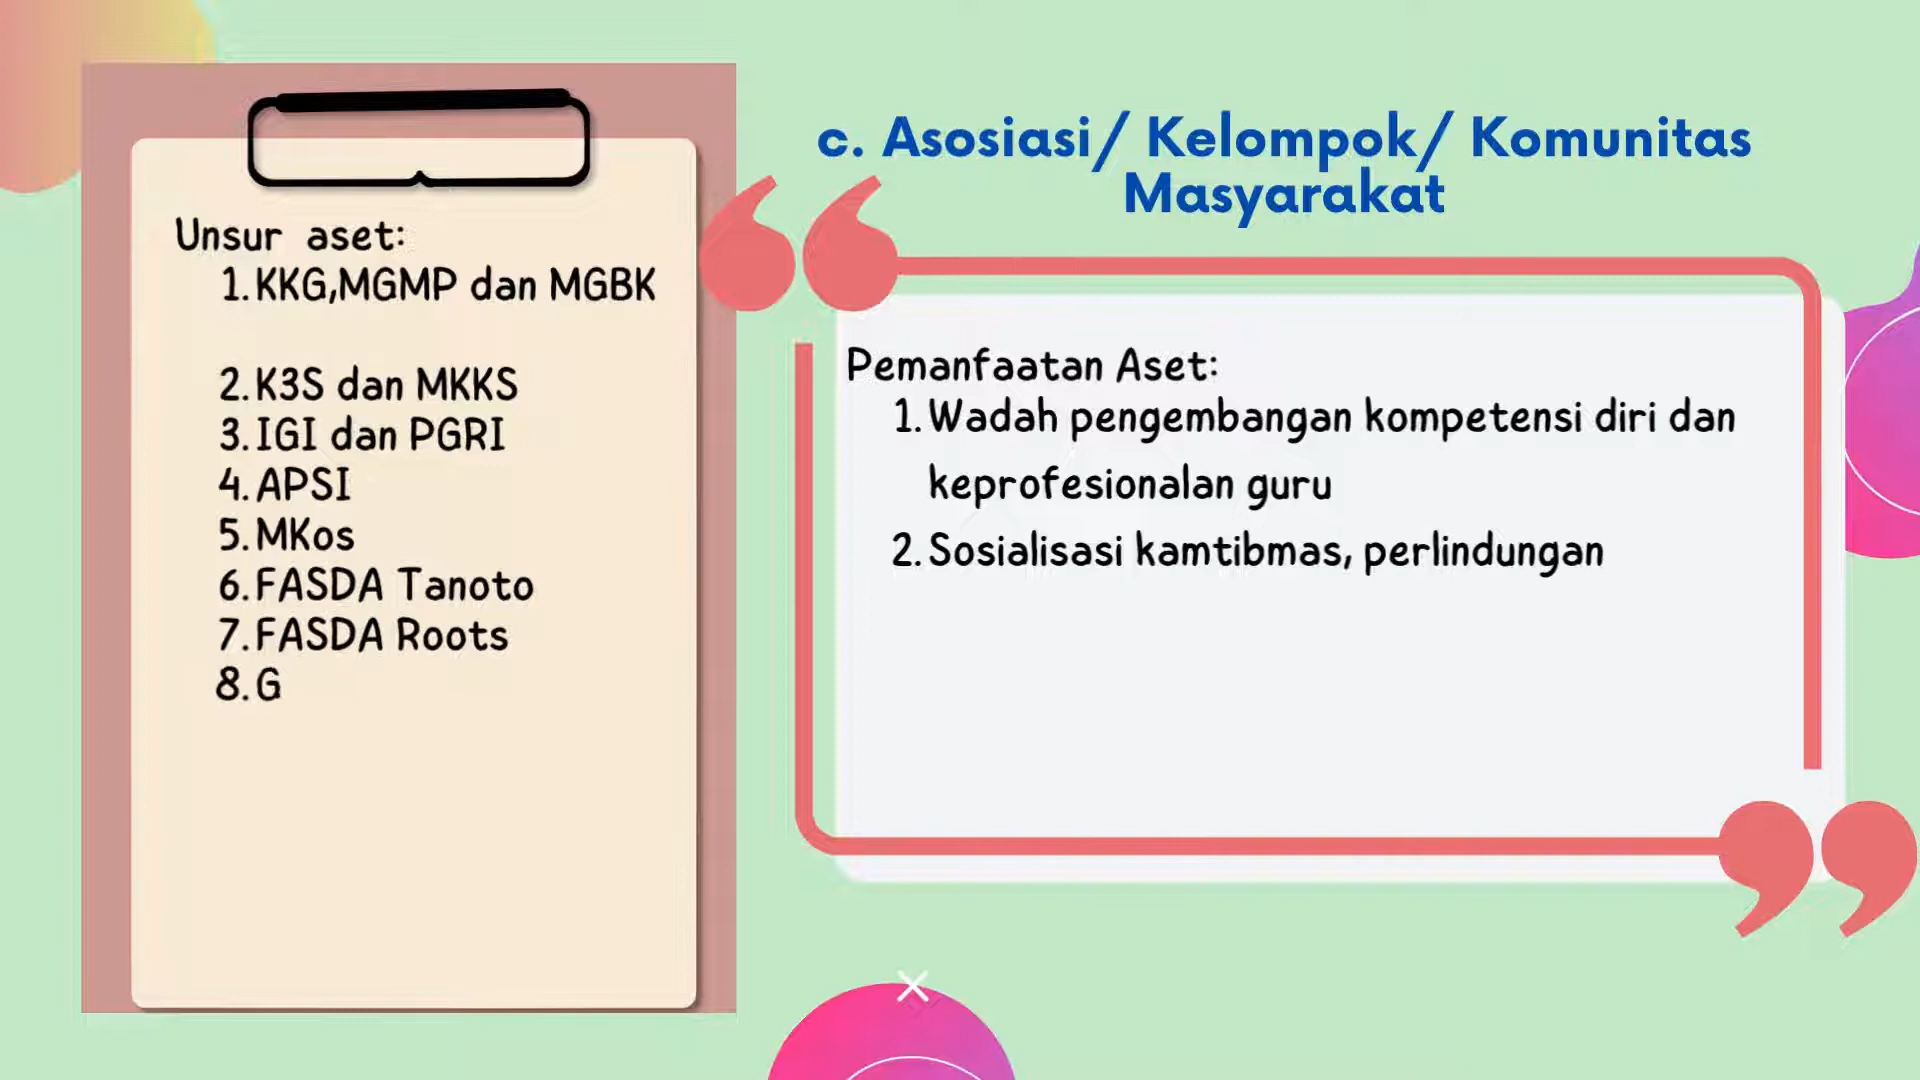 c. Asosiasi/ Kelompok/ Komunitas
Masyarakat
Unsur aset:
1. KKG,MGMP dan MGBK
2. K3S dan MKKS
3. IGI dan PGRI
4. APSI
5. MKos
6. FASDA Tanoto
7. FASDA Roots
8. G
Pemanfaatan Aset:
1. Wadah pengembangan kompetensi diri dan
keprofesionalan guru
2. Sosialisasi kamtibmas, perlindungan